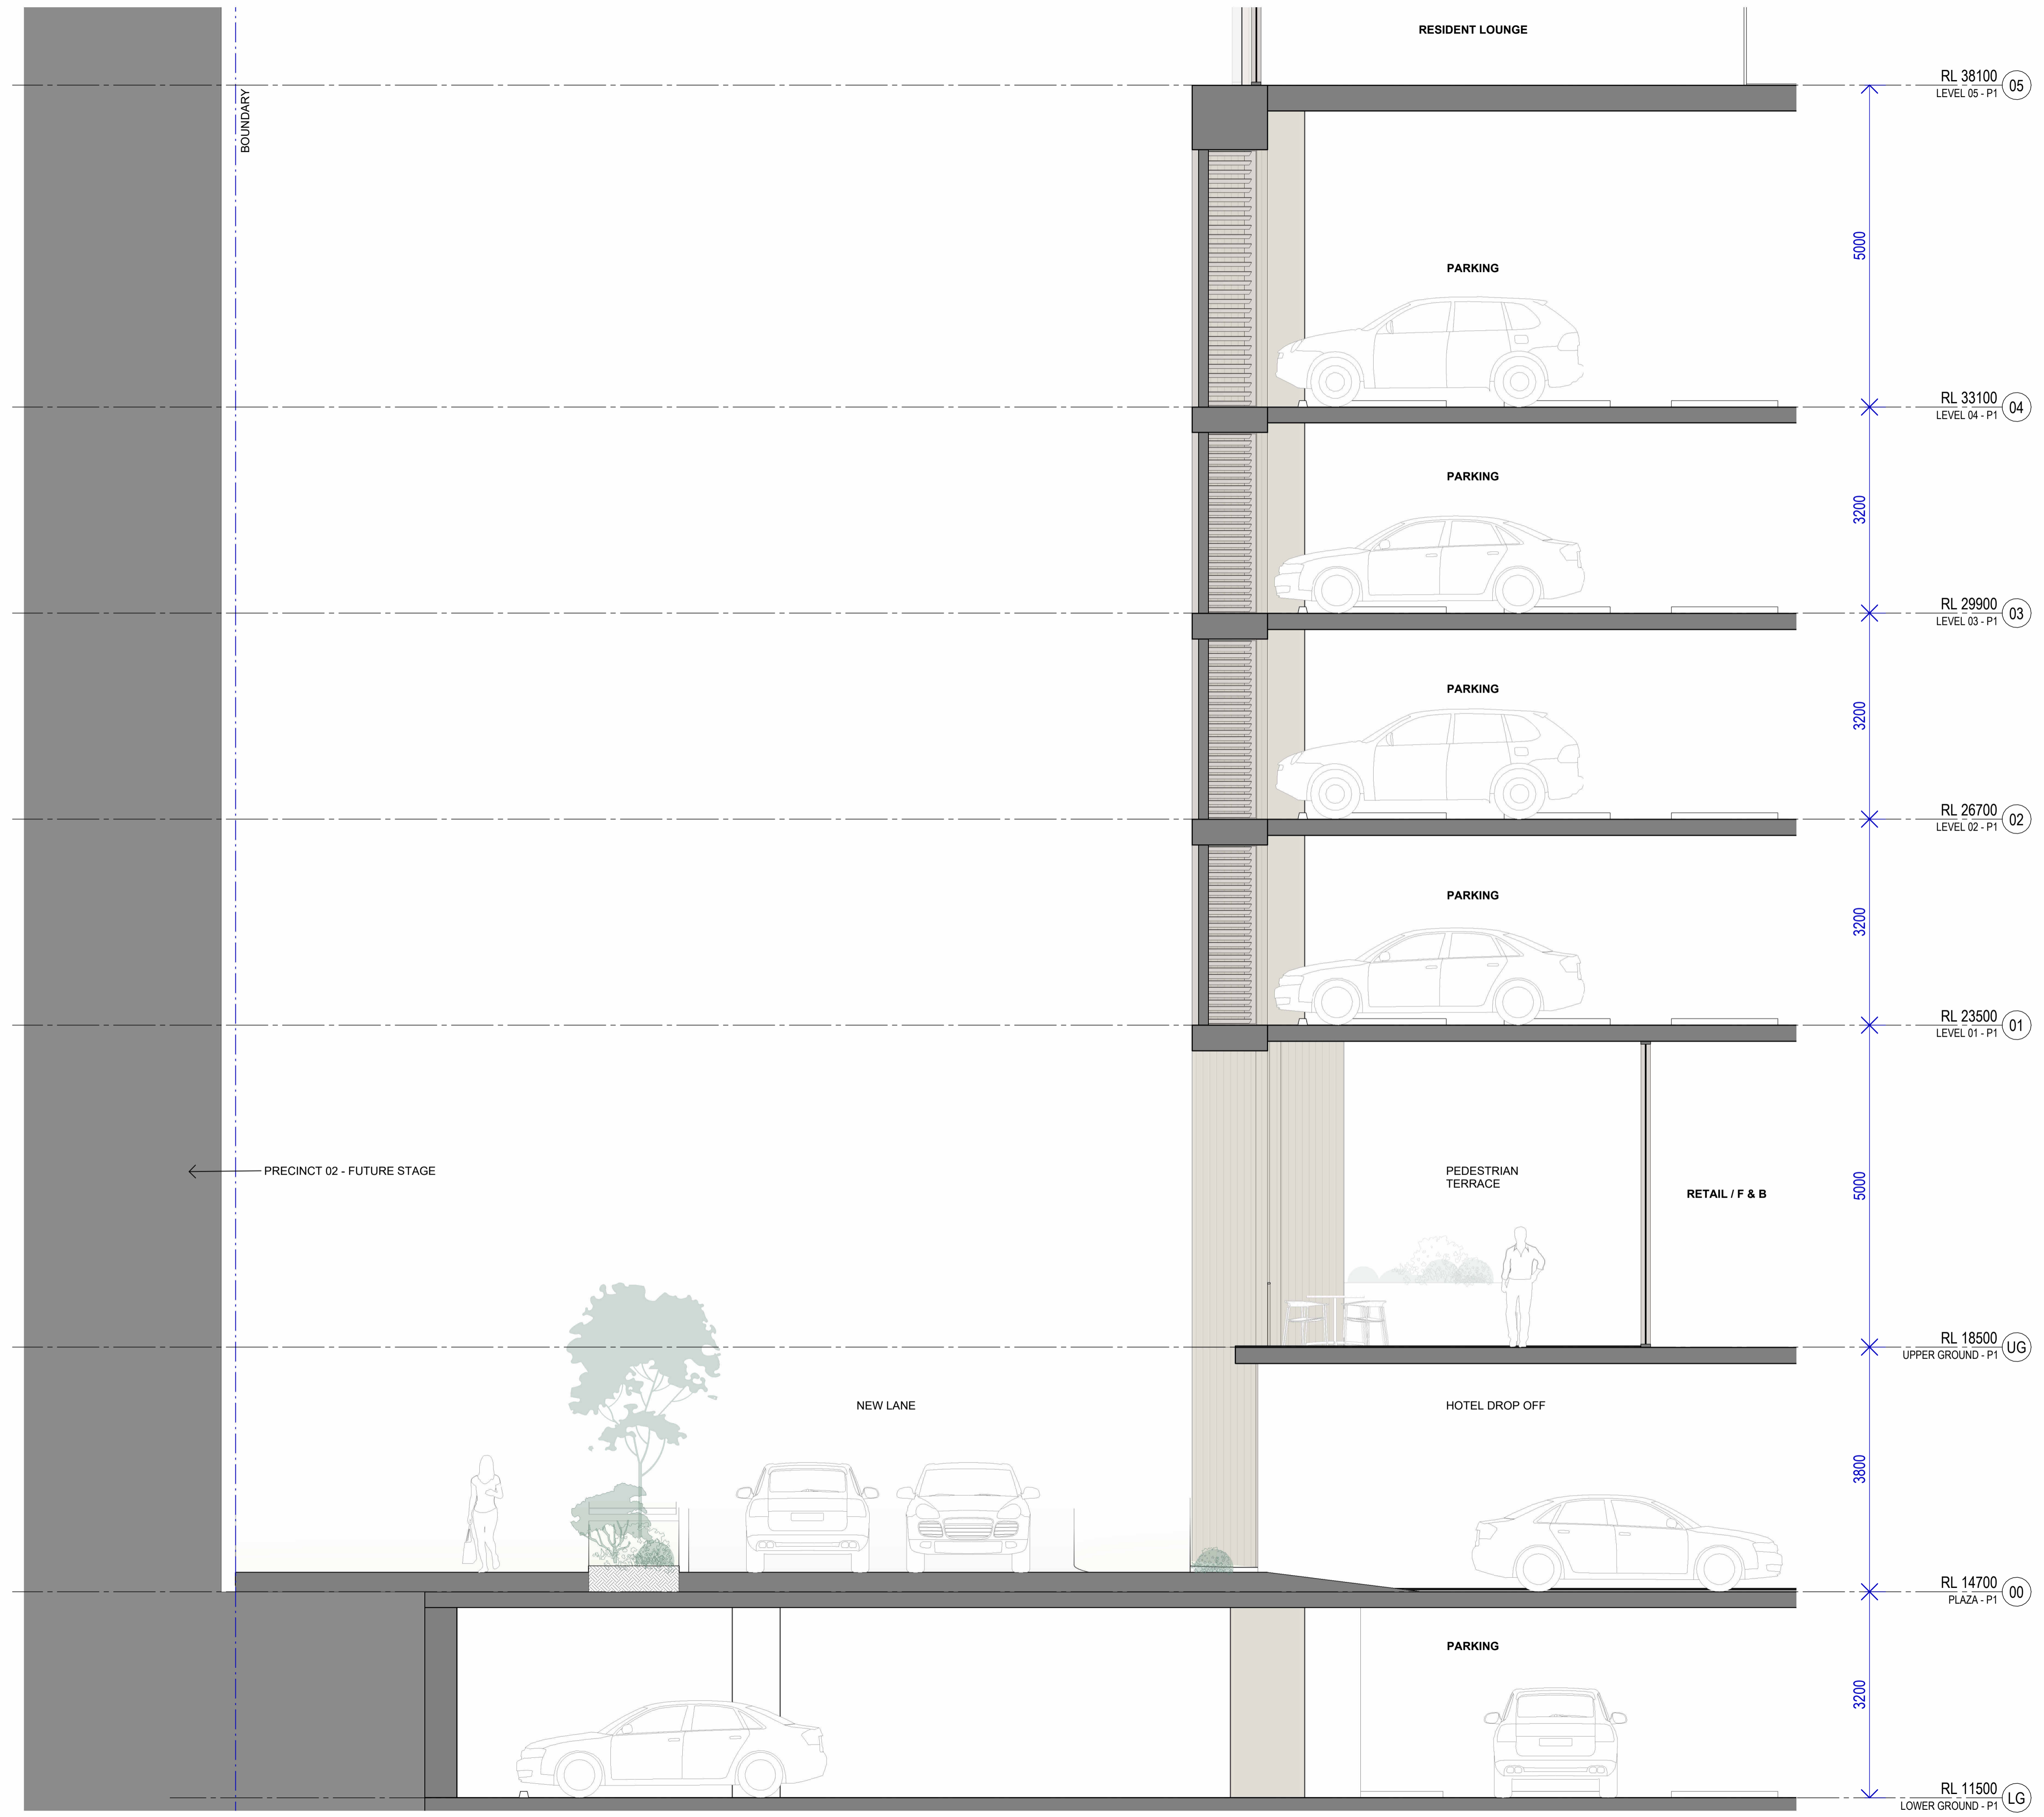 RESIDENT LOUNGE
RL 38100
LEVEL 05 - P1
05
BOUNDARY
5000
PARKING
RL 33100
LEVEL 04 - P1
04
PARKING
3200
RL 29900
LEVEL 03 - P1
03
PARKING
3200
RL 26700
LEVEL 02 - P1
02
PARKING
3200
RL 23500
LEVEL 01 - P1
01
PRECINCT 02 - FUTURE STAGE
PEDESTRIAN
TERRACE
RETAIL / F & B
5000
RL 18500
UPPER GROUND - P1
UG
NEW LANE
HOTEL DROP OFF
3800
RL 14700
PLAZA - P1
00
PARKING
3200
RL 11500
LOWER GROUND - P1
LG